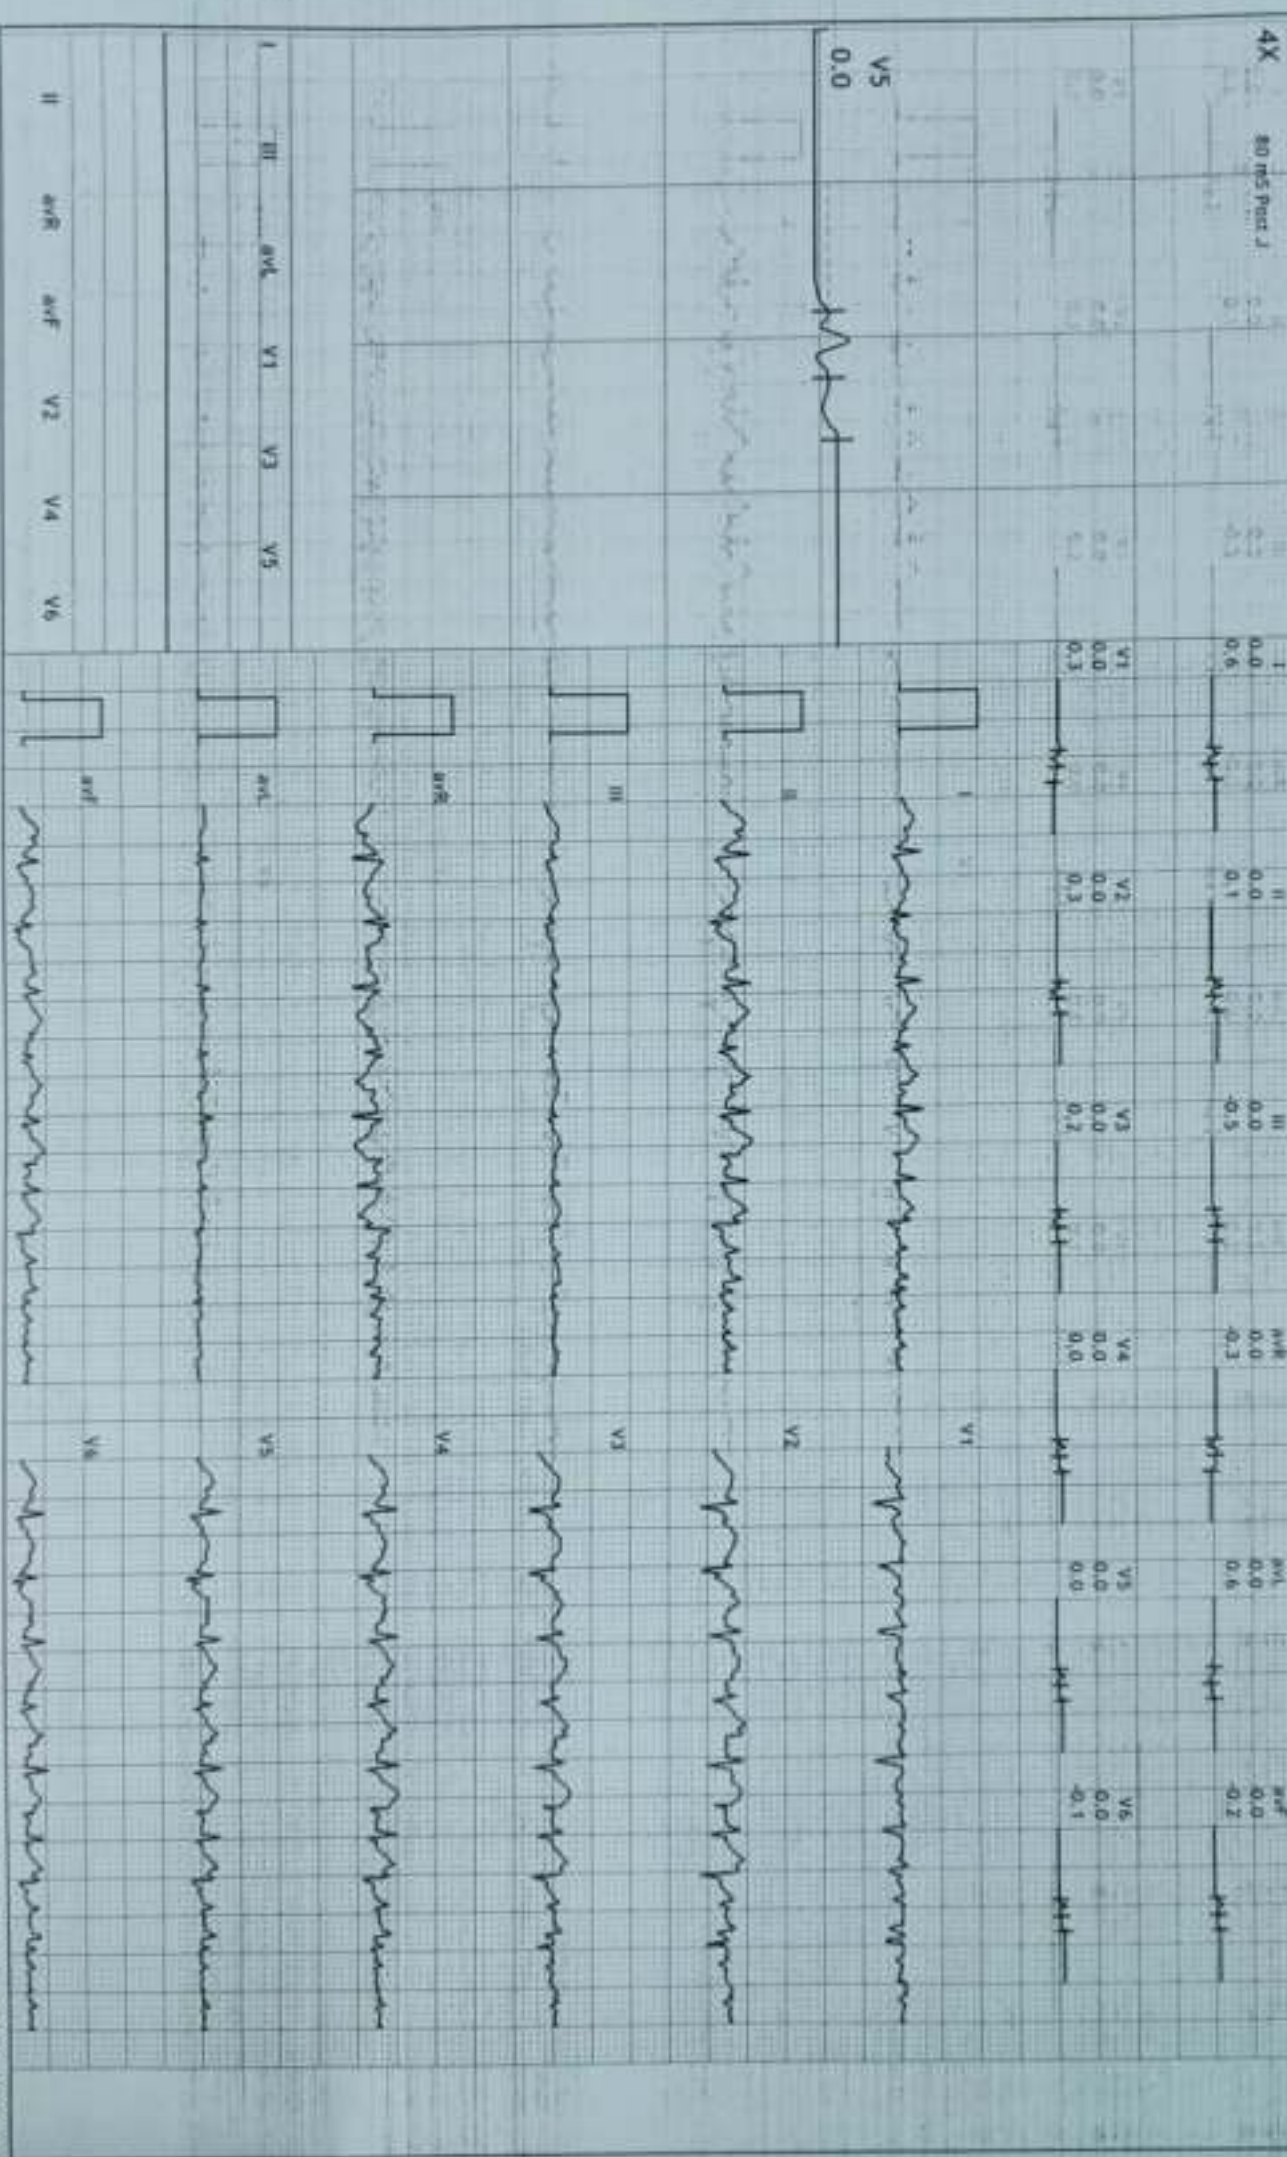 4X 80 mS Post J
I II III avR avL avF
0.0 0.0 0.0 0.0 0.0 0.0
0.6 0.1 -0.5 -0.3 0.6 -0.2
V1 V2 V3 V4 V5 V6
0.0 0.0 0.0 0.0 0.0 0.0
0.3 0.3 0.2 0.0 0.0 -0.1
V5
0.0
I V1
II V2
III V3
avR V4
avL V5
avF V6
I III avL V1 V3 V5
II avR avF V2 V4 V6